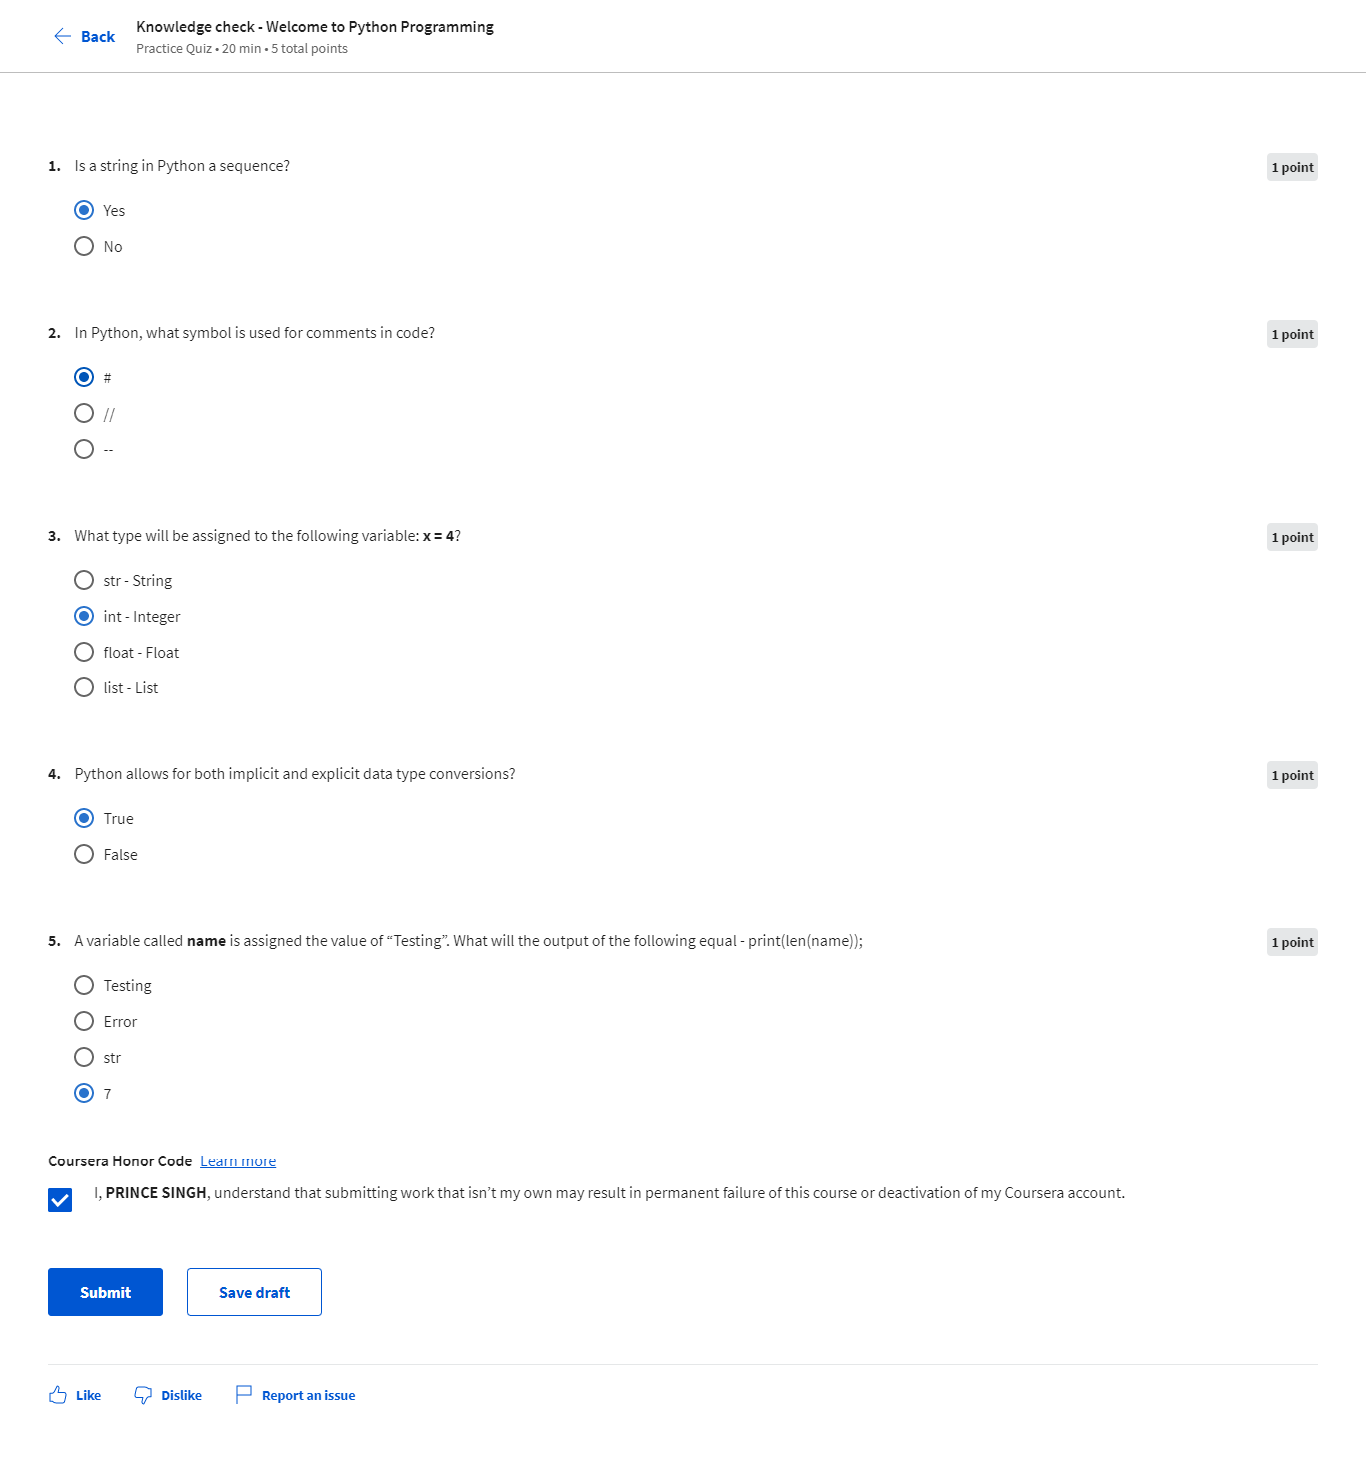 Back
Knowledge check - Welcome to Python Programming
Practice Quiz • 20 min • 5 total points
1. Is a string in Python a sequence?
1 point
Yes
No
2. In Python, what symbol is used for comments in code?
1 point
#
//
--
3. What type will be assigned to the following variable: x = 4?
1 point
str - String
int - Integer
float - Float
list - List
4. Python allows for both implicit and explicit data type conversions?
1 point
True
False
5. A variable called name is assigned the value of “Testing”. What will the output of the following equal - print(len(name));
1 point
Testing
Error
str
7
Coursera Honor Code Learn more
I, PRINCE SINGH, understand that submitting work that isn’t my own may result in permanent failure of this course or deactivation of my Coursera account.
Submit
Save draft
Like
Dislike
Report an issue